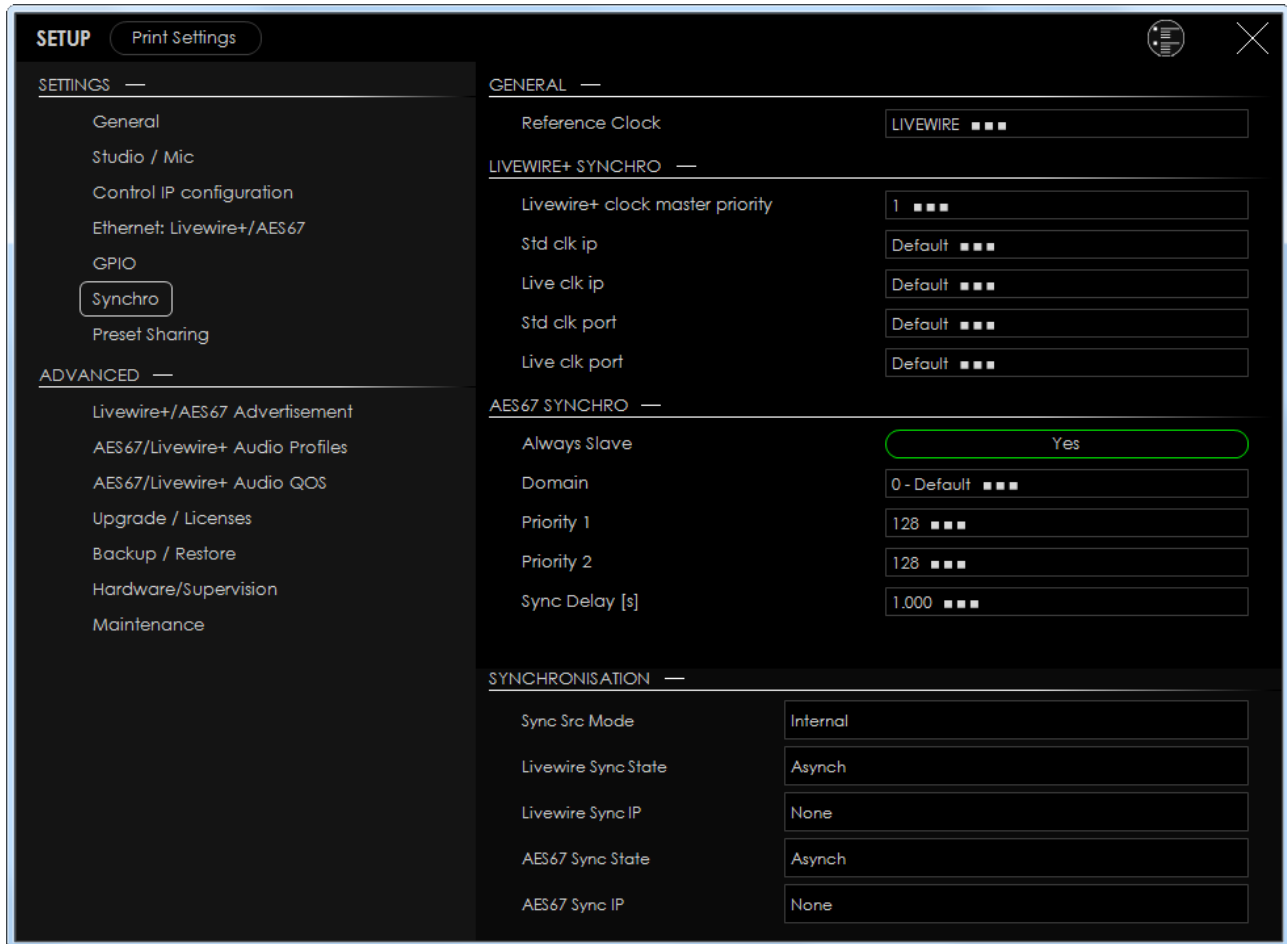 SETUP Print Settings
SETTINGS
General
Studio / Mic
Control IP configuration
Ethernet: Livewire+/AES67
GPIO
Synchro
Preset Sharing
ADVANCED
Livewire+/AES67 Advertisement
AES67/Livewire+ Audio Profiles
AES67/Livewire+ Audio QOS
Upgrade / Licenses
Backup / Restore
Hardware/Supervision
Maintenance
GENERAL
Reference Clock LIVEWIRE
LIVEWIRE+ SYNCHRO
Livewire+ clock master priority 1
Std clk ip Default
Live clk ip Default
Std clk port Default
Live clk port Default
AES67 SYNCHRO
Always Slave Yes
Domain 0 - Default
Priority 1 128
Priority 2 128
Sync Delay [s] 1.000
SYNCHRONISATION
Sync Src Mode Internal
Livewire Sync State Asynch
Livewire Sync IP None
AES67 Sync State Asynch
AES67 Sync IP None